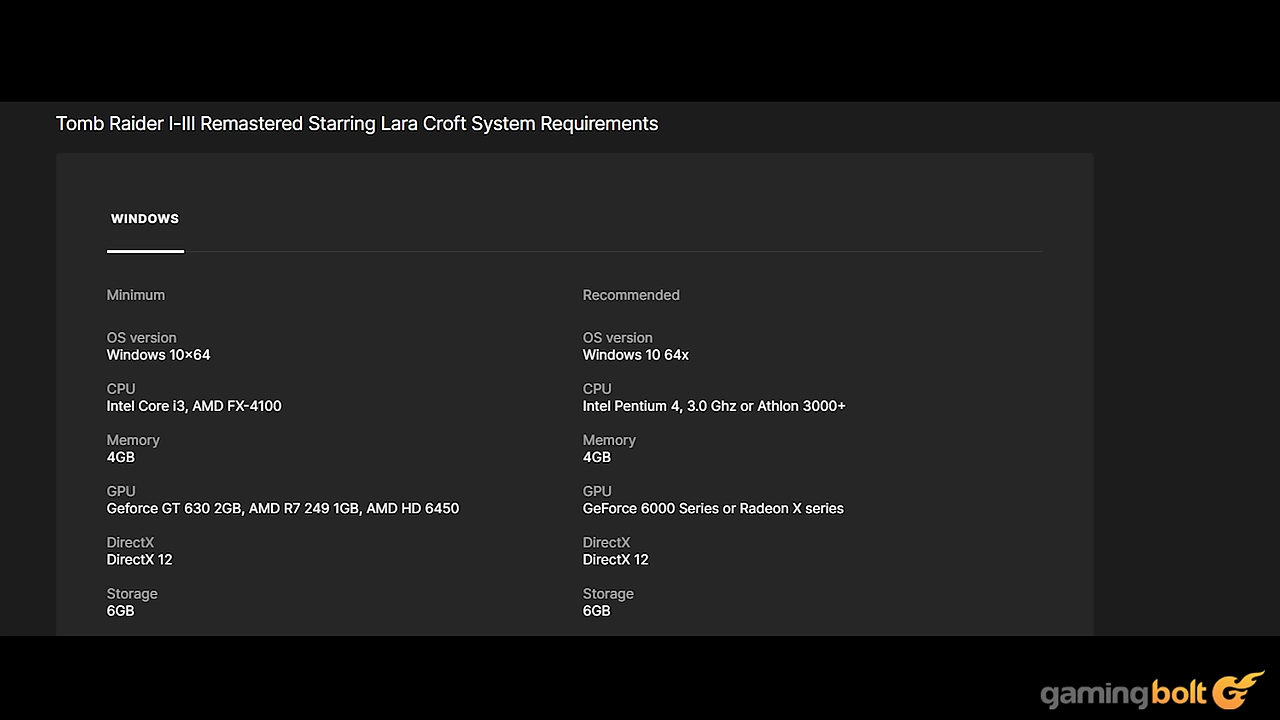 Tomb Raider I-III Remastered Starring Lara Croft System Requirements
WINDOWS
Minimum
OS version
Windows 10×64
CPU
Intel Core i3, AMD FX-4100
Memory
4GB
GPU
Geforce GT 630 2GB, AMD R7 249 1GB, AMD HD 6450
DirectX
DirectX 12
Storage
6GB
Recommended
OS version
Windows 10 64x
CPU
Intel Pentium 4, 3.0 Ghz or Athlon 3000+
Memory
4GB
GPU
GeForce 6000 Series or Radeon X series
DirectX
DirectX 12
Storage
6GB
gamingbolt